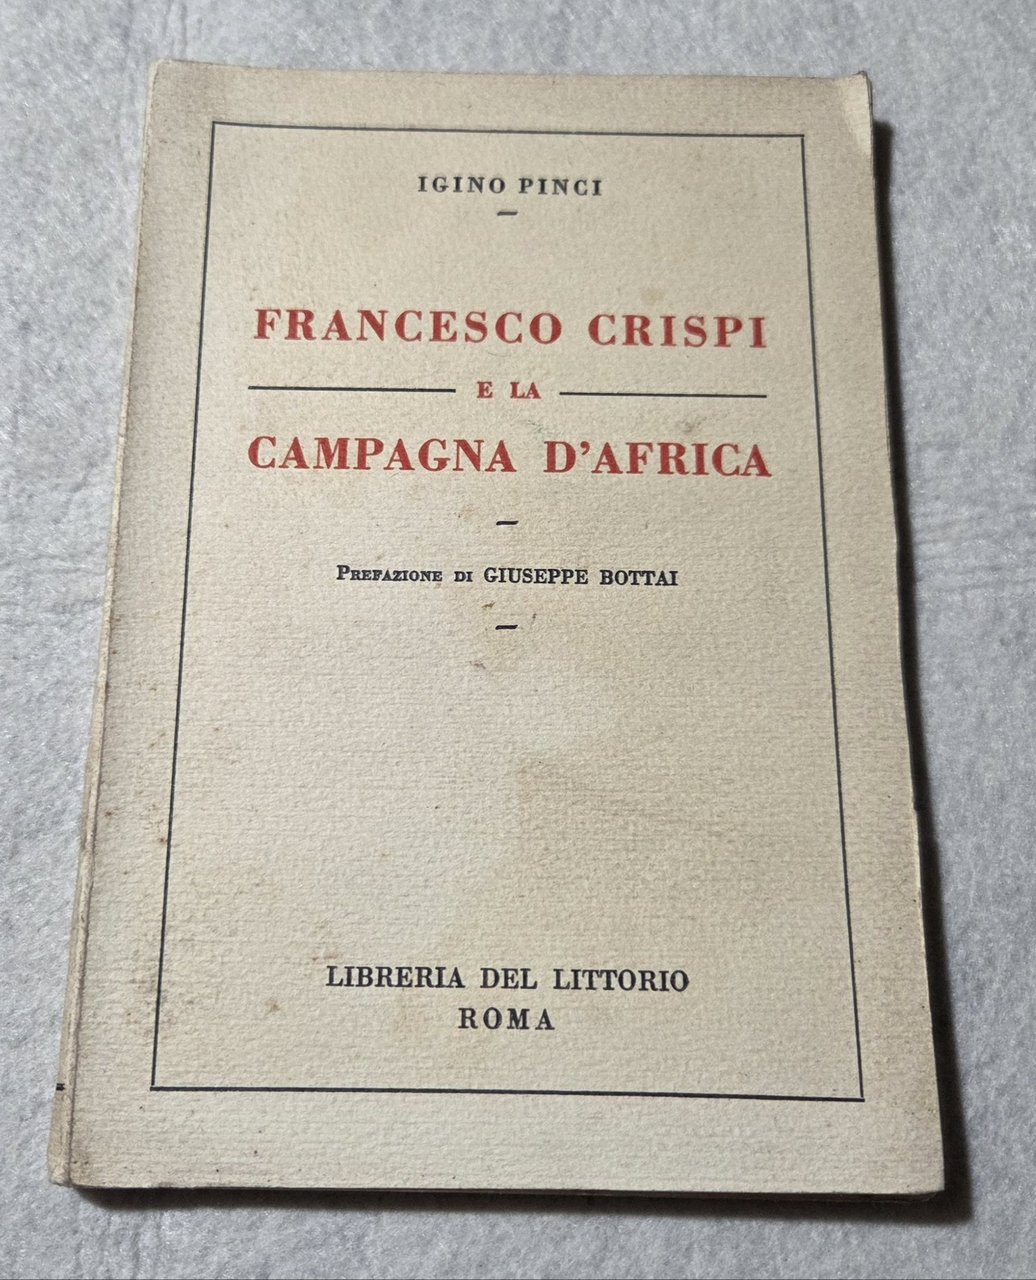 IGINO PINCI
FRANCESCO CRISPI
E LA
CAMPAGNA D'AFRICA
PREFAZIONE DI GIUSEPPE BOTTAI
LIBRERIA DEL LITTORIO
ROMA